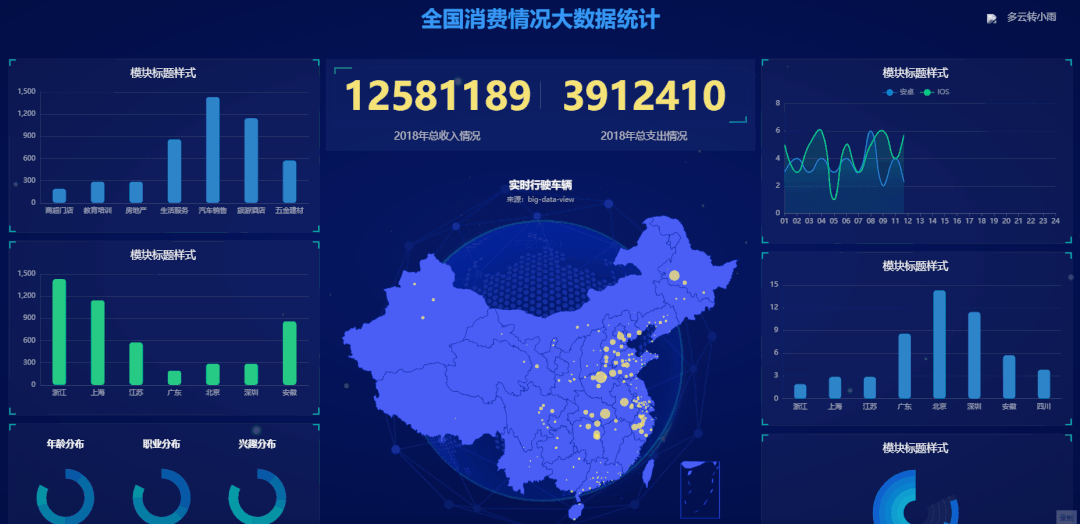 全国消费情况大数据统计
多云转小雨
模块标题样式
1,500
1,200
900
600
300
0
商超门店 教育培训 房地产 生活服务 汽车销售 旅游酒店 五金建材
模块标题样式
1,500
1,200
900
600
300
0
浙江 上海 江苏 广东 北京 深圳 安徽
年龄分布 职业分布 兴趣分布
12581189 3912410
2018年总收入情况 2018年总支出情况
实时行驶车辆
来源：big-data-view
模块标题样式
安卓 IOS
8
6
4
2
0
01 02 03 04 05 06 07 08 09 11 12 13 14 15 16 17 18 19 20 21 22 23 24
模块标题样式
15
12
9
6
3
0
浙江 上海 江苏 广东 北京 深圳 安徽 四川
模块标题样式